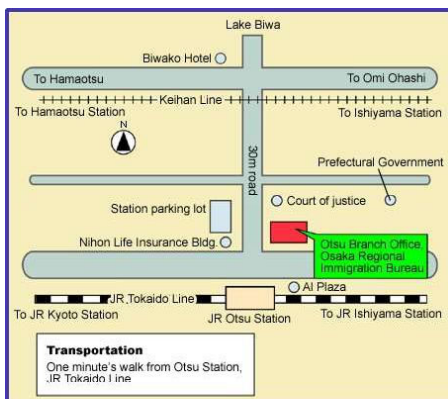 Lake Biwa
Biwako Hotel
To Hamaotsu
To Omi Ohashi
Keihan Line
To Hamaotsu
Station
To Ishiyama
Station
N
30m road
Prefectural Government
Court of justice
Station parking lot
Nihon Life Insurance Bldg.
Otsu Branch Office,
Osaka Regional
Immigration Bureau
Al Plaza
JR Tokaido Line
To JR Kyoto Station
JR Otsu Station
To JR Ishiyama Station
Transportation
One minute's walk from Otsu Station,
JR Tokaido Line